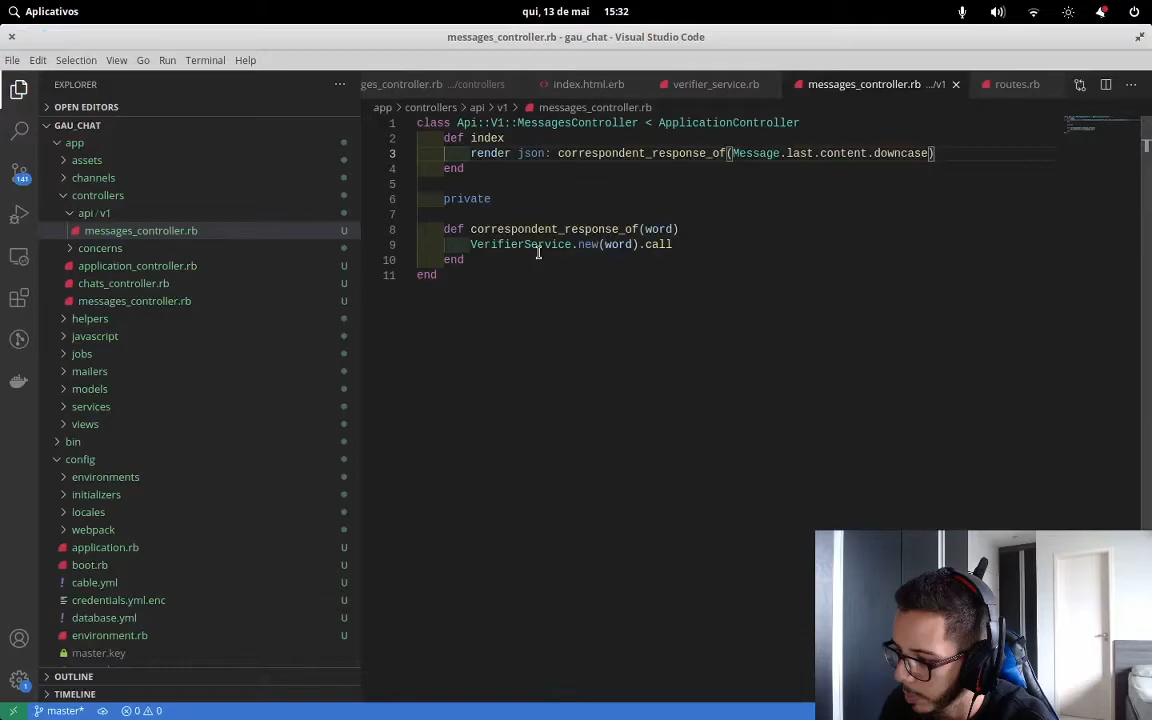 Aplicativos
qui, 13 de mai 15:32
messages_controller.rb - gau_chat - Visual Studio Code
File Edit Selection View Go Run Terminal Help
EXPLORER
ges_controller.rb .../controllers
index.html.erb
verifier_service.rb
messages_controller.rb .../v1
routes.rb
OPEN EDITORS
GAU_CHAT
app
assets
channels
controllers
api / v1
messages_controller.rb U
concerns
application_controller.rb U
chats_controller.rb U
messages_controller.rb U
helpers
javascript
jobs
mailers
models
services
views
bin
config
environments
initializers
locales
webpack
application.rb U
boot.rb U
cable.yml U
credentials.yml.enc U
database.yml U
environment.rb U
master.key
OUTLINE
TIMELINE
141
1
app > controllers > api > v1 > messages_controller.rb
1 class Api::V1::MessagesController < ApplicationController
2 def index
3 render json: correspondent_response_of(Message.last.content.downcase)
4 end
5
6 private
7
8 def correspondent_response_of(word)
9 VerifierService.new(word).call
10 end
11 end
master* 0 0